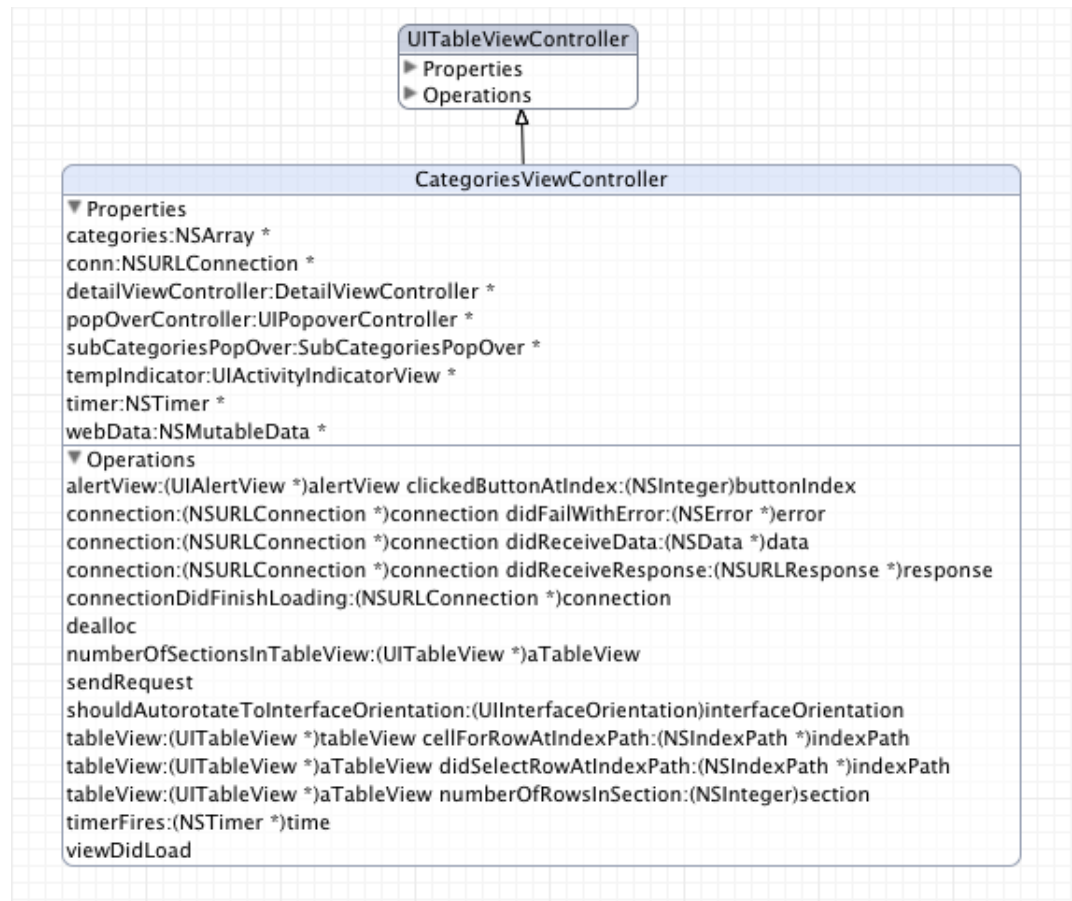 UITableViewController
Properties
Operations
CategoriesViewController
Properties
categories:NSArray *
conn:NSURLConnection *
detailViewController:DetailViewController *
popOverController:UIPopoverController *
subCategoriesPopOver:SubCategoriesPopOver *
tempIndicator:UIActivityIndicatorView *
timer:NSTimer *
webData:NSMutableData *
Operations
alertView:(UIAlertView *)alertView clickedButtonAtIndex:(NSInteger)buttonIndex
connection:(NSURLConnection *)connection didFailWithError:(NSError *)error
connection:(NSURLConnection *)connection didReceiveData:(NSData *)data
connection:(NSURLConnection *)connection didReceiveResponse:(NSURLResponse *)response
connectionDidFinishLoading:(NSURLConnection *)connection
dealloc
numberOfSectionsInTableView:(UITableView *)aTableView
sendRequest
shouldAutorotateToInterfaceOrientation:(UIInterfaceOrientation)interfaceOrientation
tableView:(UITableView *)tableView cellForRowAtIndexPath:(NSIndexPath *)indexPath
tableView:(UITableView *)aTableView didSelectRowAtIndexPath:(NSIndexPath *)indexPath
tableView:(UITableView *)aTableView numberOfRowsInSection:(NSInteger)section
timerFires:(NSTimer *)time
viewDidLoad